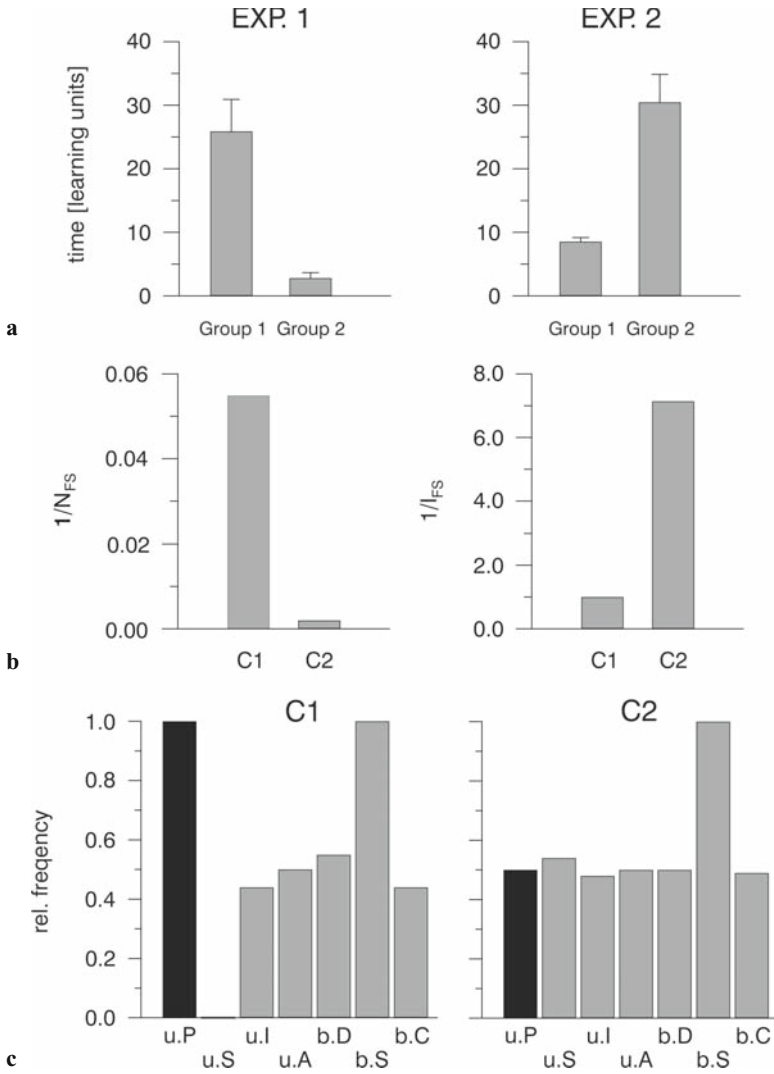 EXP. 1
EXP. 2
time [learning units]
40
30
20
10
0
40
30
20
10
0
Group 1 Group 2
Group 1 Group 2
a
1/N_FS
0.06
0.04
0.02
0.00
1/I_FS
8.0
6.0
4.0
2.0
0.0
C1 C2
C1 C2
b
C1
C2
rel. freqency
1.0
0.8
0.6
0.4
0.2
0.0
u.P u.I b.D b.C
u.S u.A b.S
u.P u.I b.D b.C
u.S u.A b.S
c